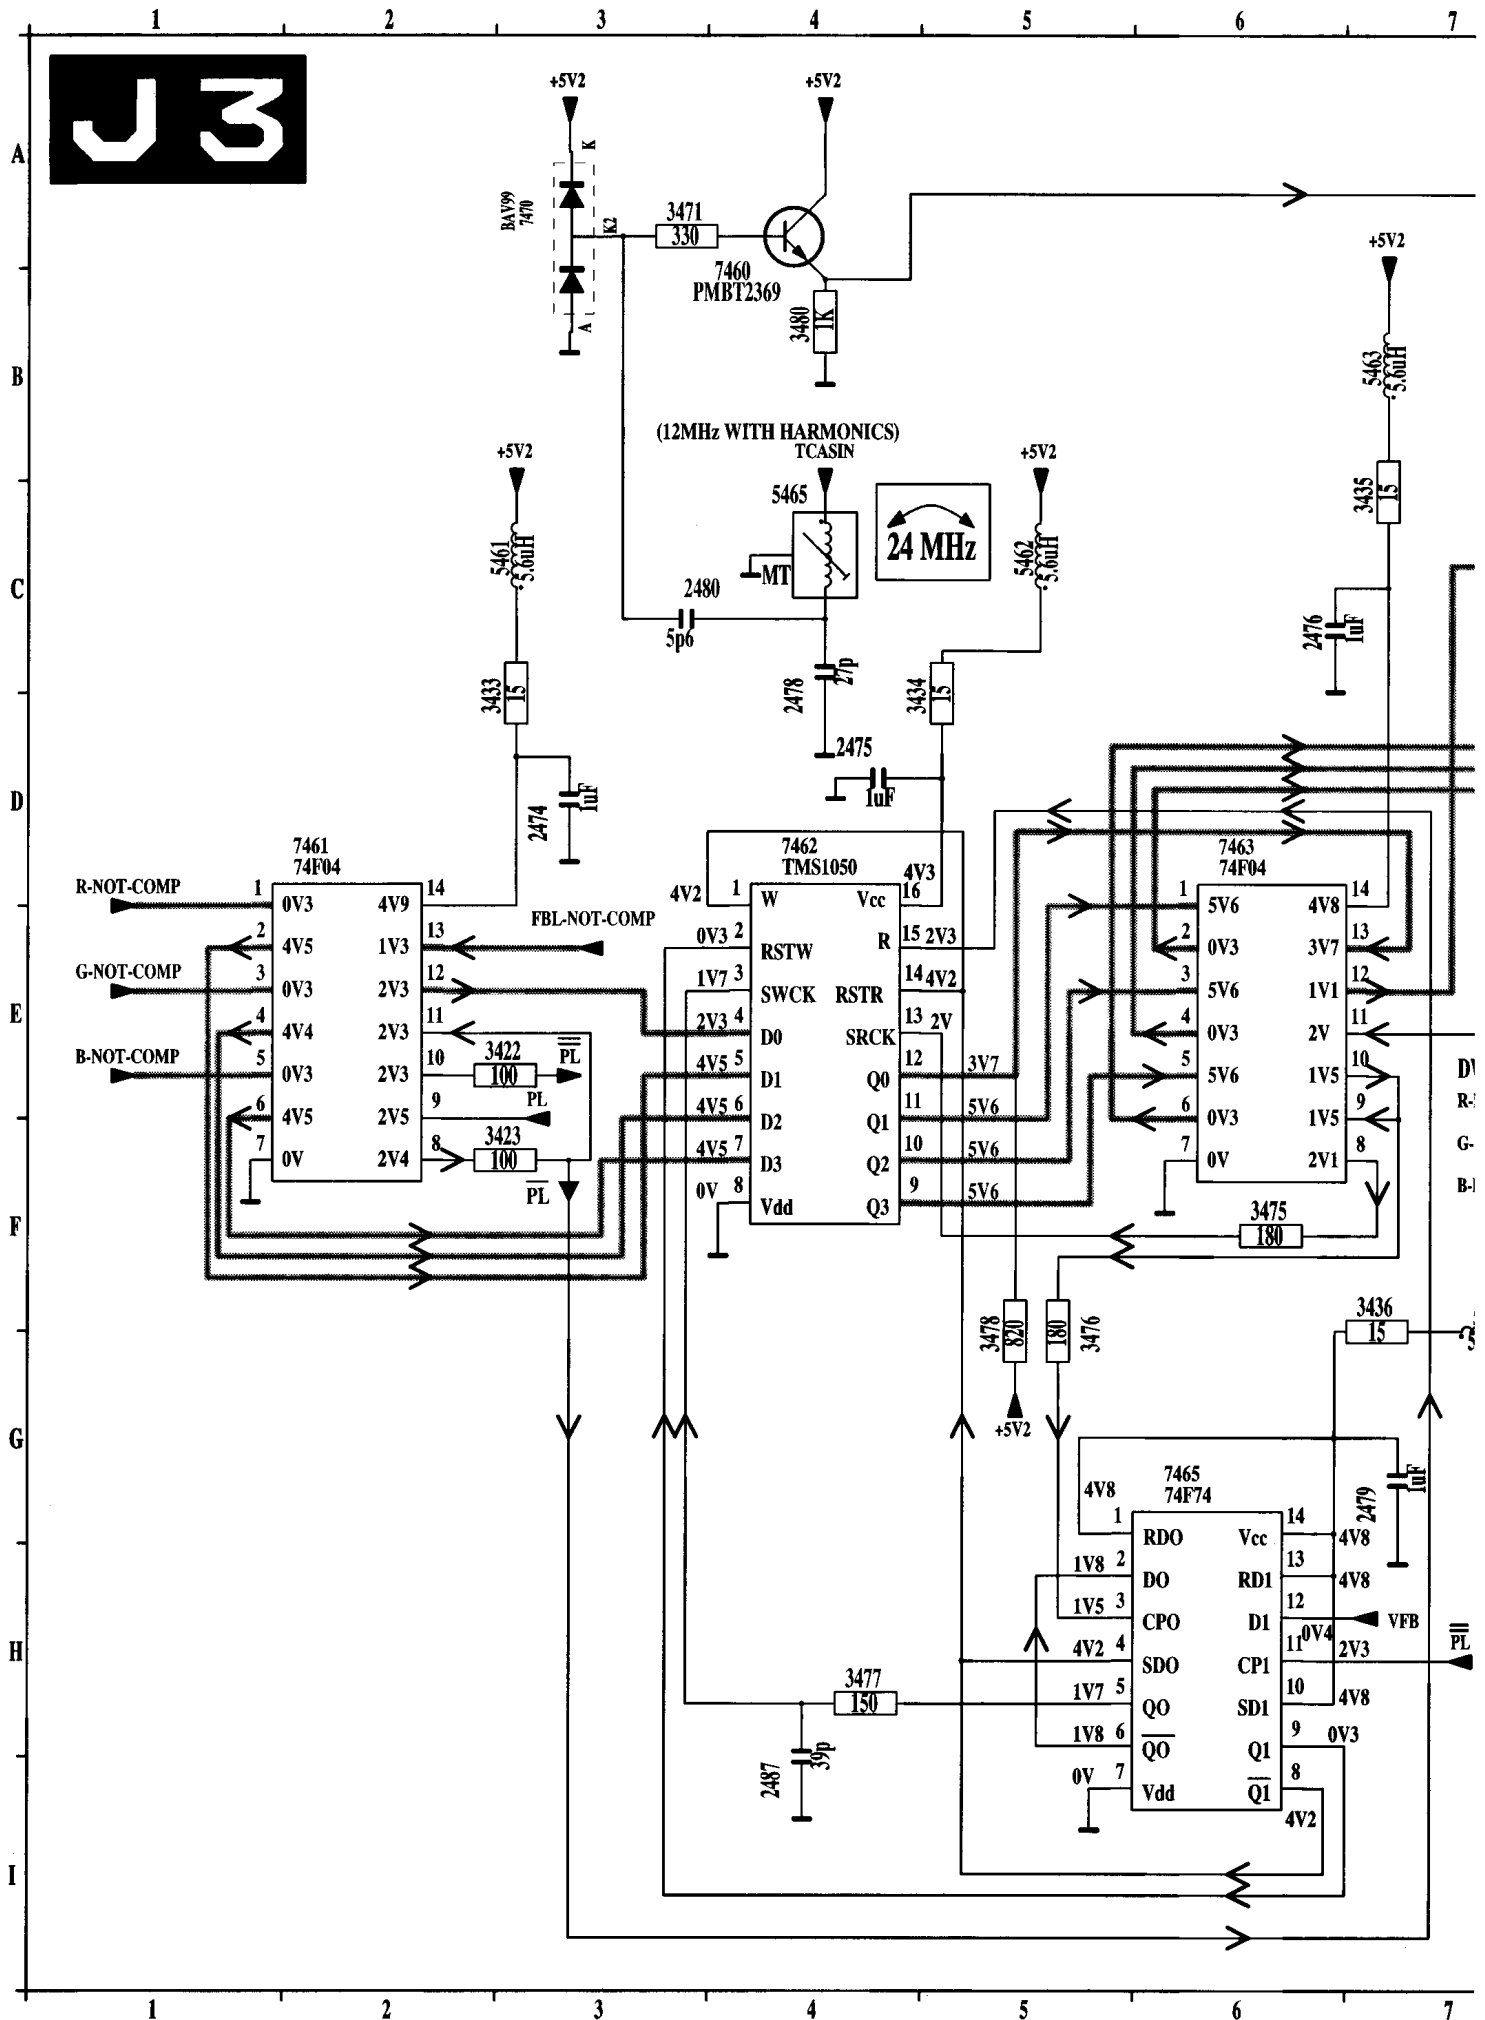 1 2 3 4 5 6 7
J3
A
B
C
D
E
F
G
H
I
+5V2
K
BAV99
7470
K2
A
3471
330
+5V2
7460
PMBT2369
3480
1K
+5V2
5463
5.6uH
3435
15
2476
1uF
(12MHz WITH HARMONICS)
TCASIN
5465
MT
24 MHz
2480
5p6
2478
27p
+5V2
5461
5.6uH
3433
15
2474
1uF
+5V2
5462
5.6uH
3434
15
2475
1uF
7461
74F04
R-NOT-COMP
G-NOT-COMP
B-NOT-COMP
FBL-NOT-COMP
1 0V3 4V9 14
2 4V5 1V3 13
3 0V3 2V3 12
4 4V4 2V3 11
5 0V3 2V3 10
6 4V5 2V5 9
7 0V 2V4 8
3422
100
PL
PL
3423
100
PL
7462
TMS1050
4V2 1 W Vcc 16 4V3
0V3 2 RSTW R 15 2V3
1V7 3 SWCK RSTR 14 4V2
2V3 4 D0 SRCK 13 2V
4V5 5 D1 Q0 12 3V7
4V5 6 D2 Q1 11 5V6
4V5 7 D3 Q2 10 5V6
0V 8 Vdd Q3 9 5V6
7463
74F04
1 5V6 4V8 14
2 0V3 3V7 13
3 5V6 1V1 12
4 0V3 2V 11
5 5V6 1V5 10
6 0V3 1V5 9
7 0V 2V1 8
R-
G-
3475
180
3478
820
+5V2
180
3476
3436
15
7465
74F74
2479
1uF
4V8 1 RDO Vcc 14 4V8
1V8 2 DO RD1 13 4V8
1V5 3 CPO D1 12 0V4 VFB
4V2 4 SDO CP1 11 2V3 PL
1V7 5 QO SD1 10 4V8
1V8 6 QO Q1 9 0V3
0V 7 Vdd Q1 8 4V2
3477
150
2487
39p
1 2 3 4 5 6 7